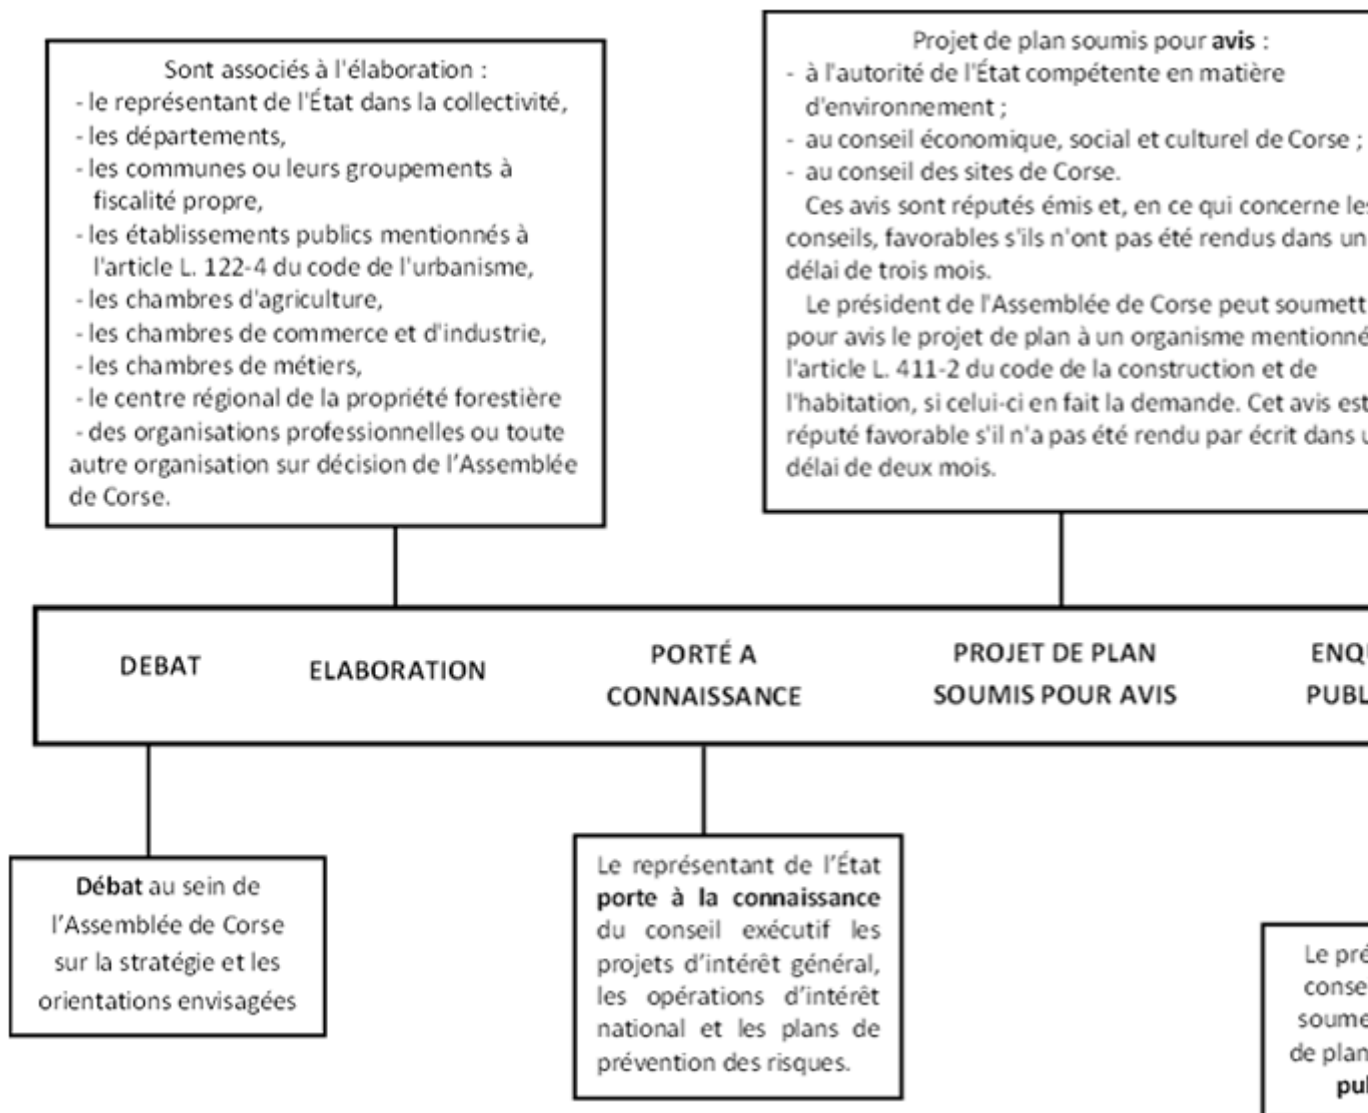 Sont associés à l'élaboration :
- le représentant de l'État dans la collectivité,
- les départements,
- les communes ou leurs groupements à
fiscalité propre,
- les établissements publics mentionnés à
l'article L. 122-4 du code de l'urbanisme,
- les chambres d'agriculture,
- les chambres de commerce et d'industrie,
- les chambres de métiers,
- le centre régional de la propriété forestière
- des organisations professionnelles ou toute
autre organisation sur décision de l'Assemblée
de Corse.
Projet de plan soumis pour avis :
- à l'autorité de l'État compétente en matière
d'environnement ;
- au conseil économique, social et culturel de Corse ;
- au conseil des sites de Corse.
Ces avis sont réputés émis et, en ce qui concerne les
conseils, favorables s'ils n'ont pas été rendus dans un
délai de trois mois.
Le président de l'Assemblée de Corse peut soumett
pour avis le projet de plan à un organisme mentionné
l'article L. 411-2 du code de la construction et de
l'habitation, si celui-ci en fait la demande. Cet avis est
réputé favorable s'il n'a pas été rendu par écrit dans
délai de deux mois.
DEBAT
ELABORATION
PORTÉ A
CONNAISSANCE
PROJET DE PLAN
SOUMIS POUR AVIS
ENQU
PUBL
Débat au sein de
l'Assemblée de Corse
sur la stratégie et les
orientations envisagées
Le représentant de l'État
porte à la connaissance
du conseil exécutif les
projets d'intérêt général,
les opérations d'intérêt
national et les plans de
prévention des risques.
Le pré
conse
soume
de plan
pul